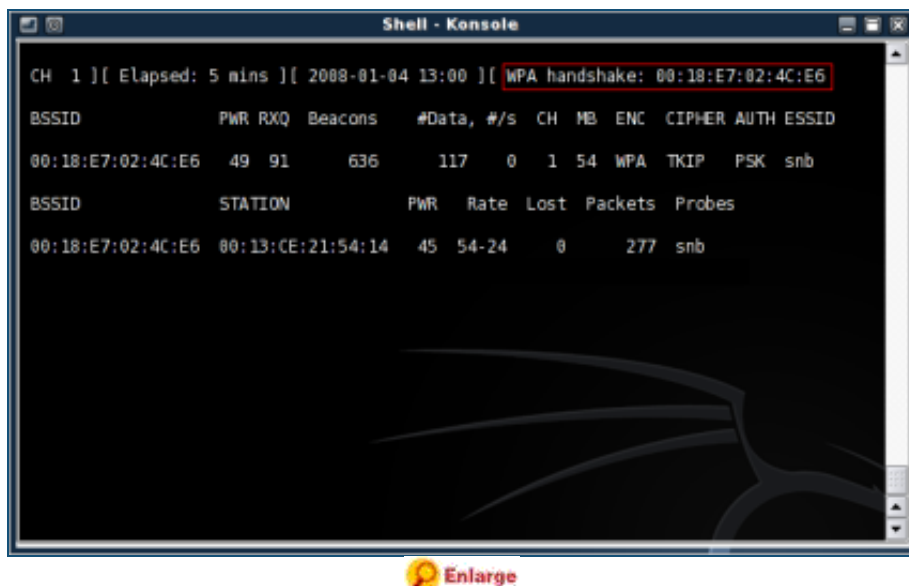 Shell - Konsole
CH 1 ][ Elapsed: 5 mins ][ 2008-01-04 13:00 ][ WPA handshake: 00:18:E7:02:4C:E6
BSSID PWR RXQ Beacons #Data, #/s CH MB ENC CIPHER AUTH ESSID
00:18:E7:02:4C:E6 49 91 636 117 0 1 54 WPA TKIP PSK snb
BSSID STATION PWR Rate Lost Packets Probes
00:18:E7:02:4C:E6 00:13:CE:21:54:14 45 54-24 0 277 snb
Enlarge